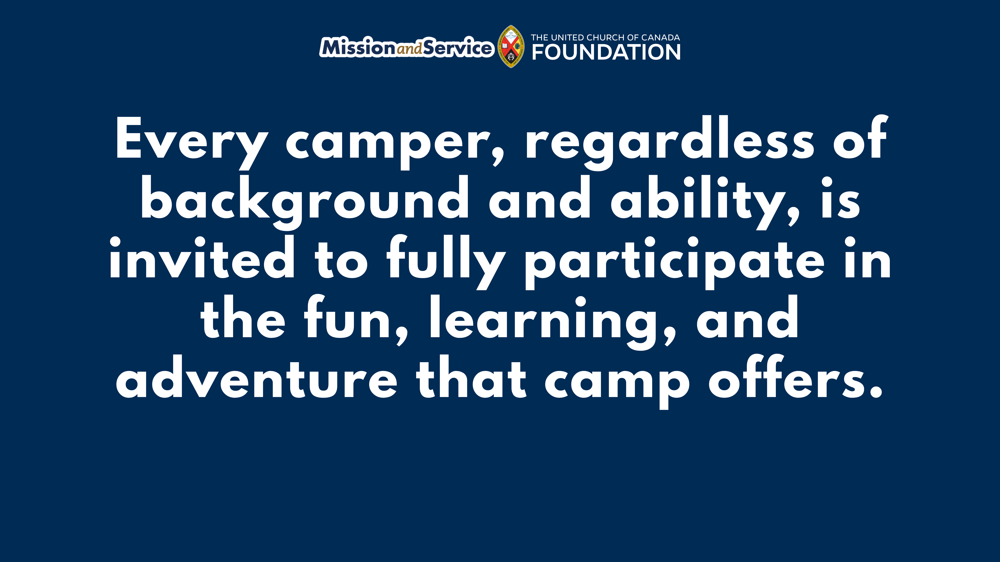 MissionandService
THE UNITED CHURCH OF CANADA
FOUNDATION
Every camper, regardless of
background and ability, is
invited to fully participate in
the fun, learning, and
adventure that camp offers.